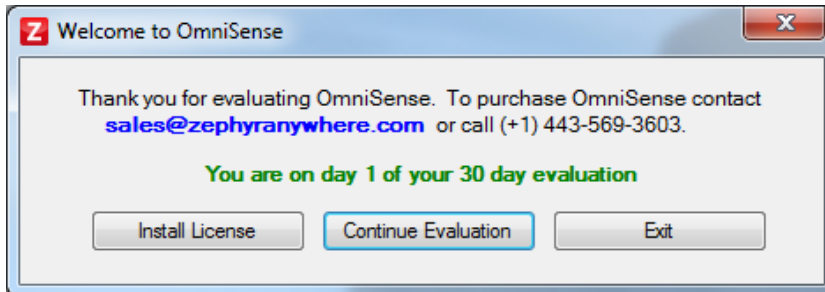 Z Welcome to OmniSense
Thank you for evaluating OmniSense. To purchase OmniSense contact
sales@zephyranywhere.com or call (+1) 443-569-3603.
You are on day 1 of your 30 day evaluation
Install License Continue Evaluation Exit